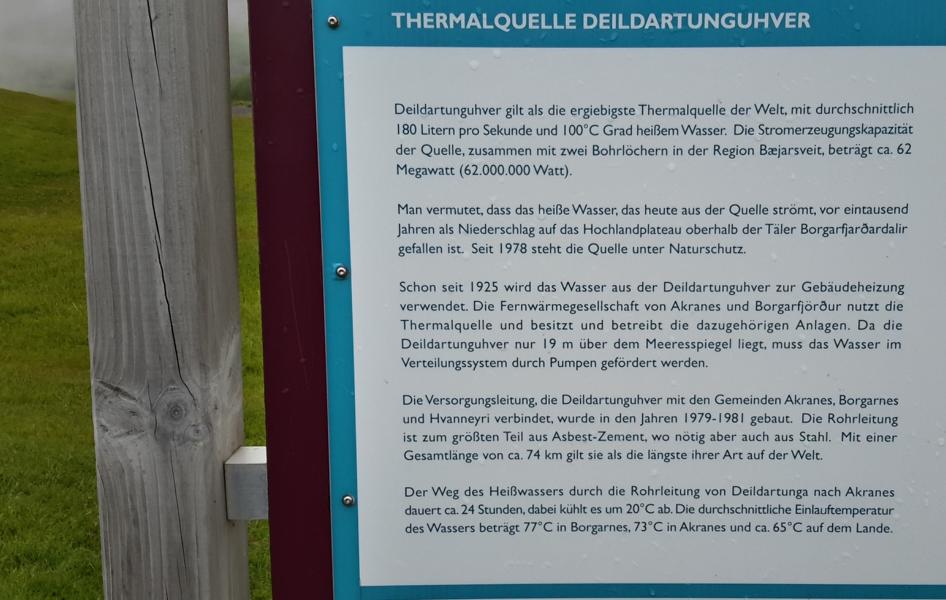 THERMALQUELLE DEILDARTUNGUHVER
Deildartunguhver gilt als die ergiebigste Thermalquelle der Welt, mit durchschnittlich
180 Litern pro Sekunde und 100°C Grad heißem Wasser. Die Stromerzeugungskapazität
der Quelle, zusammen mit zwei Bohrlöchern in der Region Bæjarsveit, beträgt ca. 62
Megawatt (62.000.000 Watt).
Man vermutet, dass das heiße Wasser, das heute aus der Quelle strömt, vor eintausend
Jahren als Niederschlag auf das Hochlandplateau oberhalb der Täler Borgarfjarðardalir
gefallen ist. Seit 1978 steht die Quelle unter Naturschutz.
Schon seit 1925 wird das Wasser aus der Deildartunguhver zur Gebäudeheizung
verwendet. Die Fernwärmegesellschaft von Akranes und Borgarfjörður nutzt die
Thermalquelle und besitzt und betreibt die dazugehörigen Anlagen. Da die
Deildartunguhver nur 19 m über dem Meeresspiegel liegt, muss das Wasser im
Verteilungssystem durch Pumpen gefördert werden.
Die Versorgungsleitung, die Deildartunguhver mit den Gemeinden Akranes, Borgarnes
und Hvanneyri verbindet, wurde in den Jahren 1979-1981 gebaut. Die Rohrleitung
ist zum größten Teil aus Asbest-Zement, wo nötig aber auch aus Stahl. Mit einer
Gesamtlänge von ca. 74 km gilt sie als die längste ihrer Art auf der Welt.
Der Weg des Heißwassers durch die Rohrleitung von Deildartunga nach Akranes
dauert ca. 24 Stunden, dabei kühlt es um 20°C ab. Die durchschnittliche Einlauftemperatur
des Wassers beträgt 77°C in Borgarnes, 73°C in Akranes und ca. 65°C auf dem Lande.